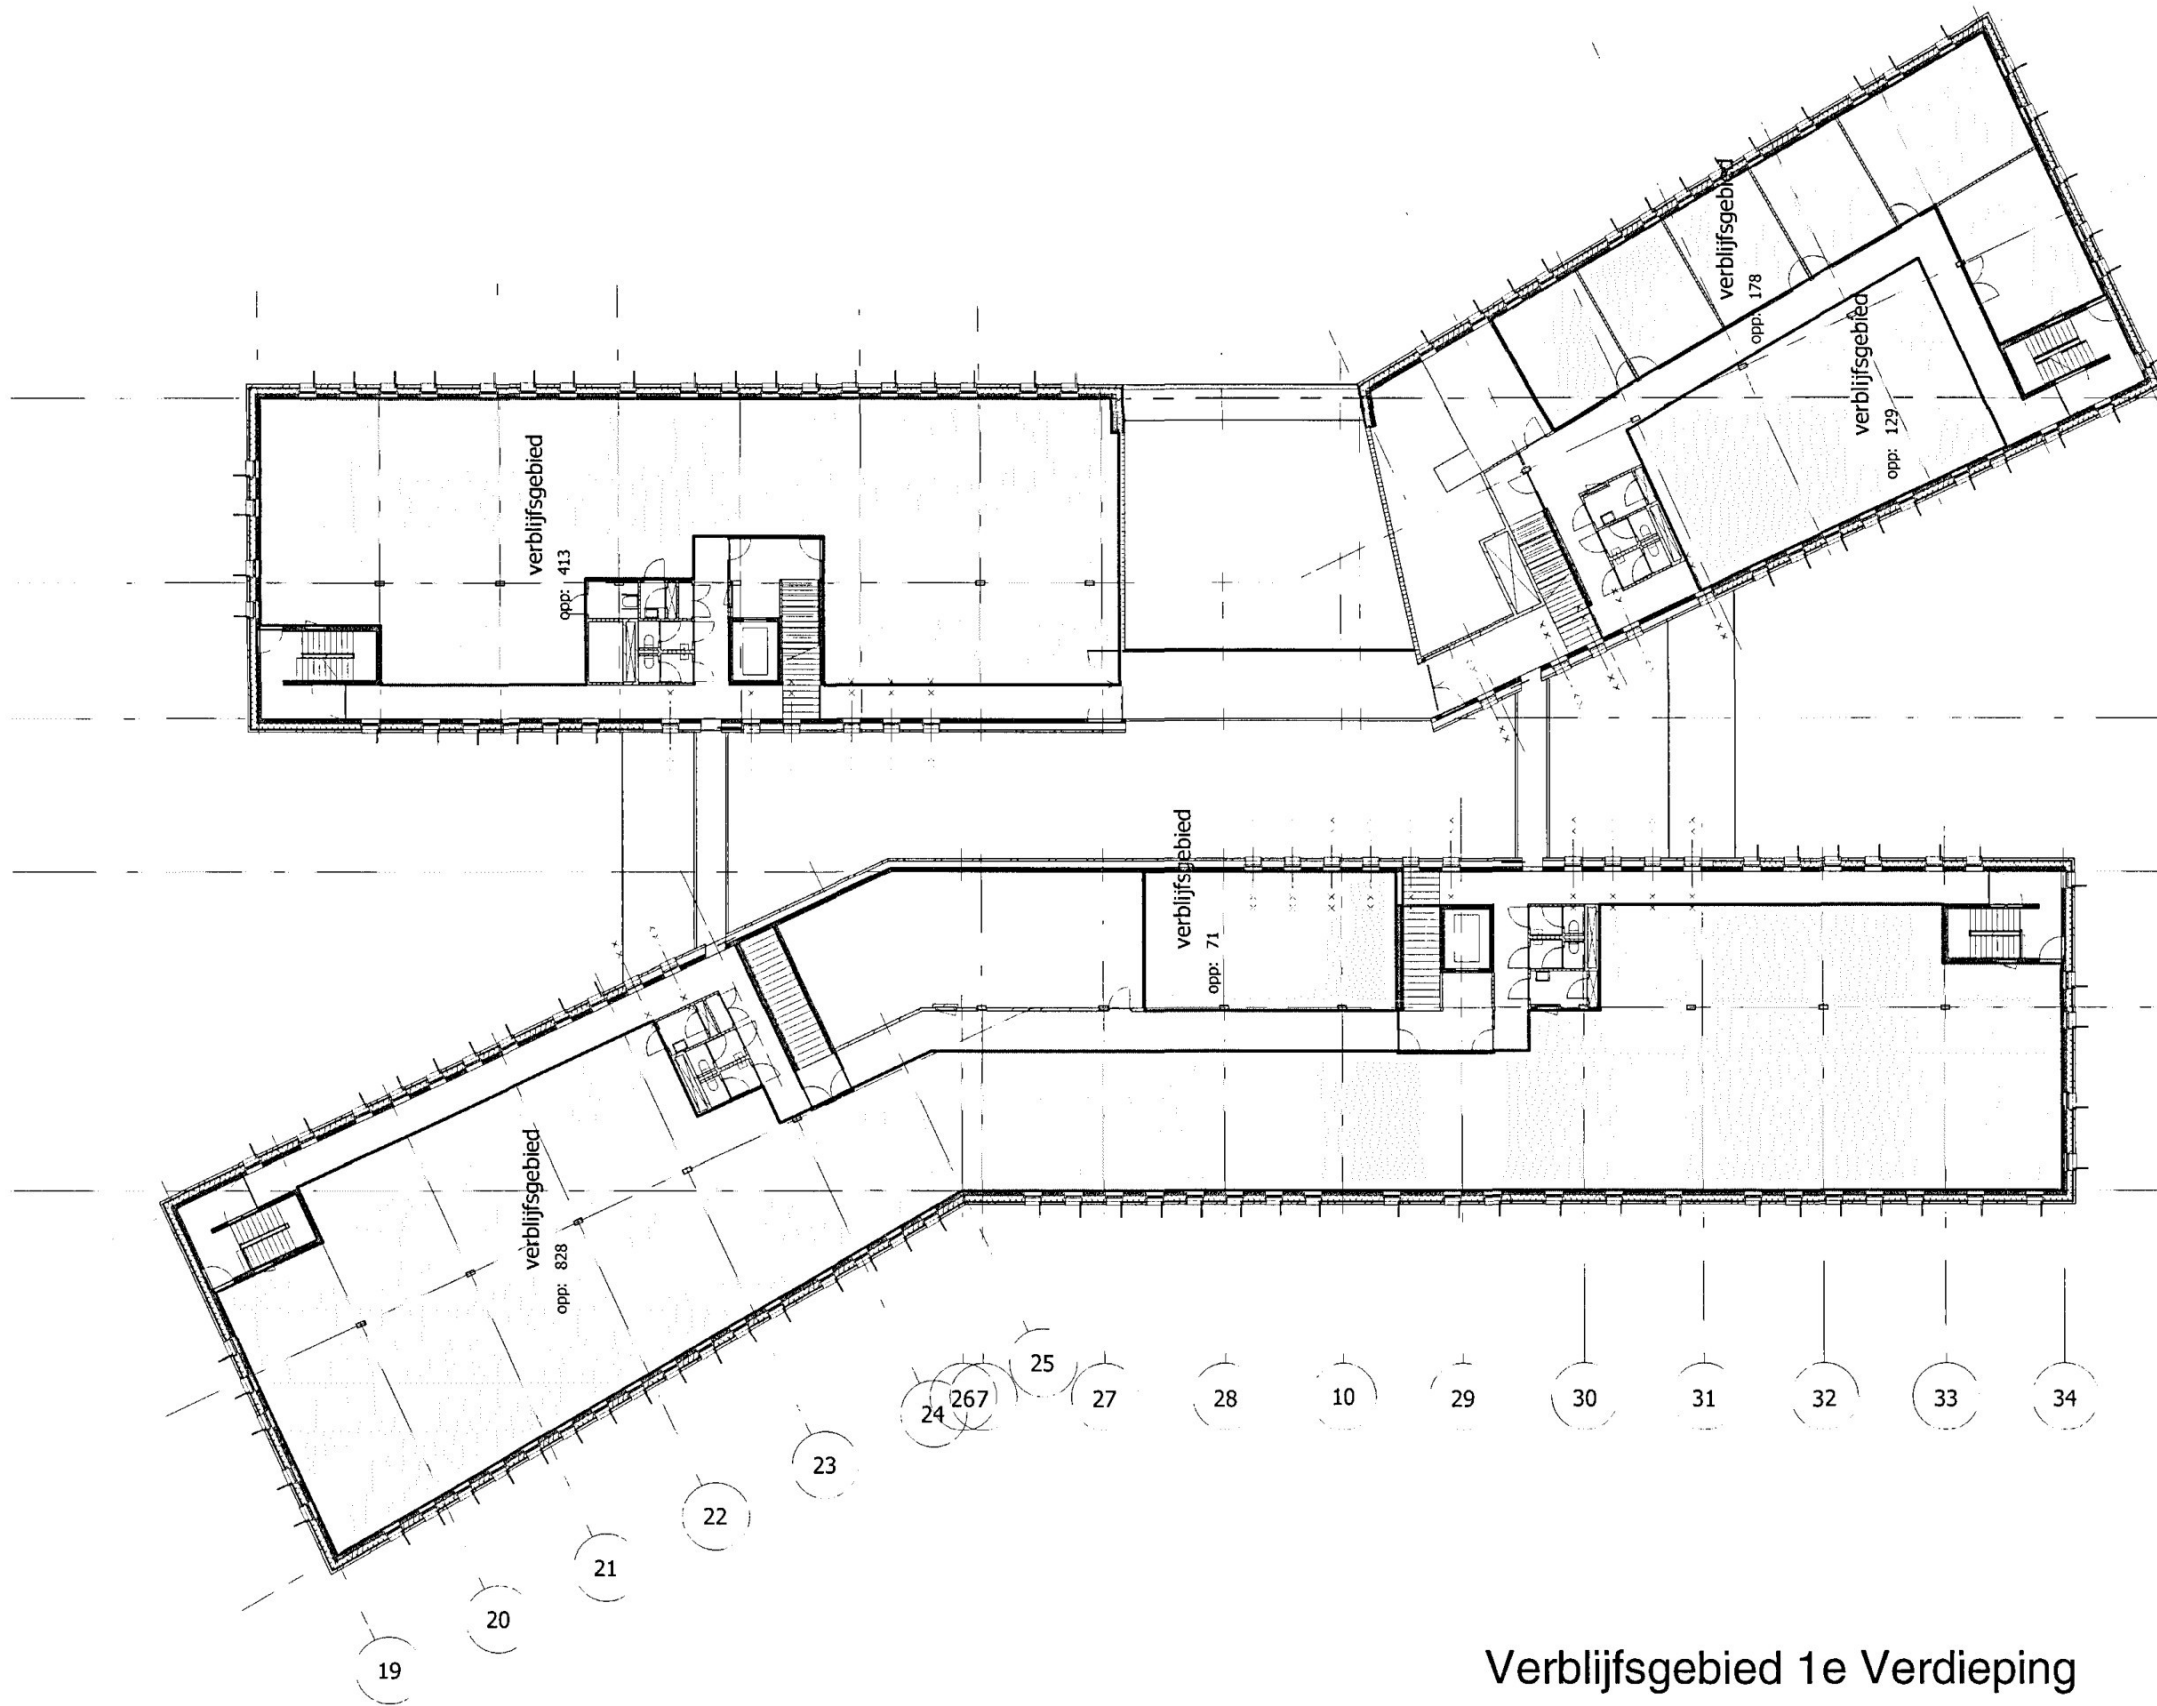 verblijfsgebied
opp: 178
verblijfsgebied
opp: 129
verblijfsgebied
opp: 413
verblijfsgebied
opp: 71
verblijfsgebied
opp: 828
19
20
21
22
23
24
267
25
27
28
10
29
30
31
32
33
34
Verblijfsgebied 1e Verdieping